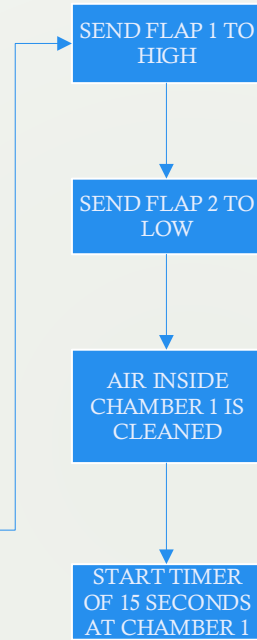 SEND FLAP 1 TO
HIGH
SEND FLAP 2 TO
LOW
AIR INSIDE
CHAMBER 1 IS
CLEANED
START TIMER
OF 15 SECONDS
AT CHAMBER 1